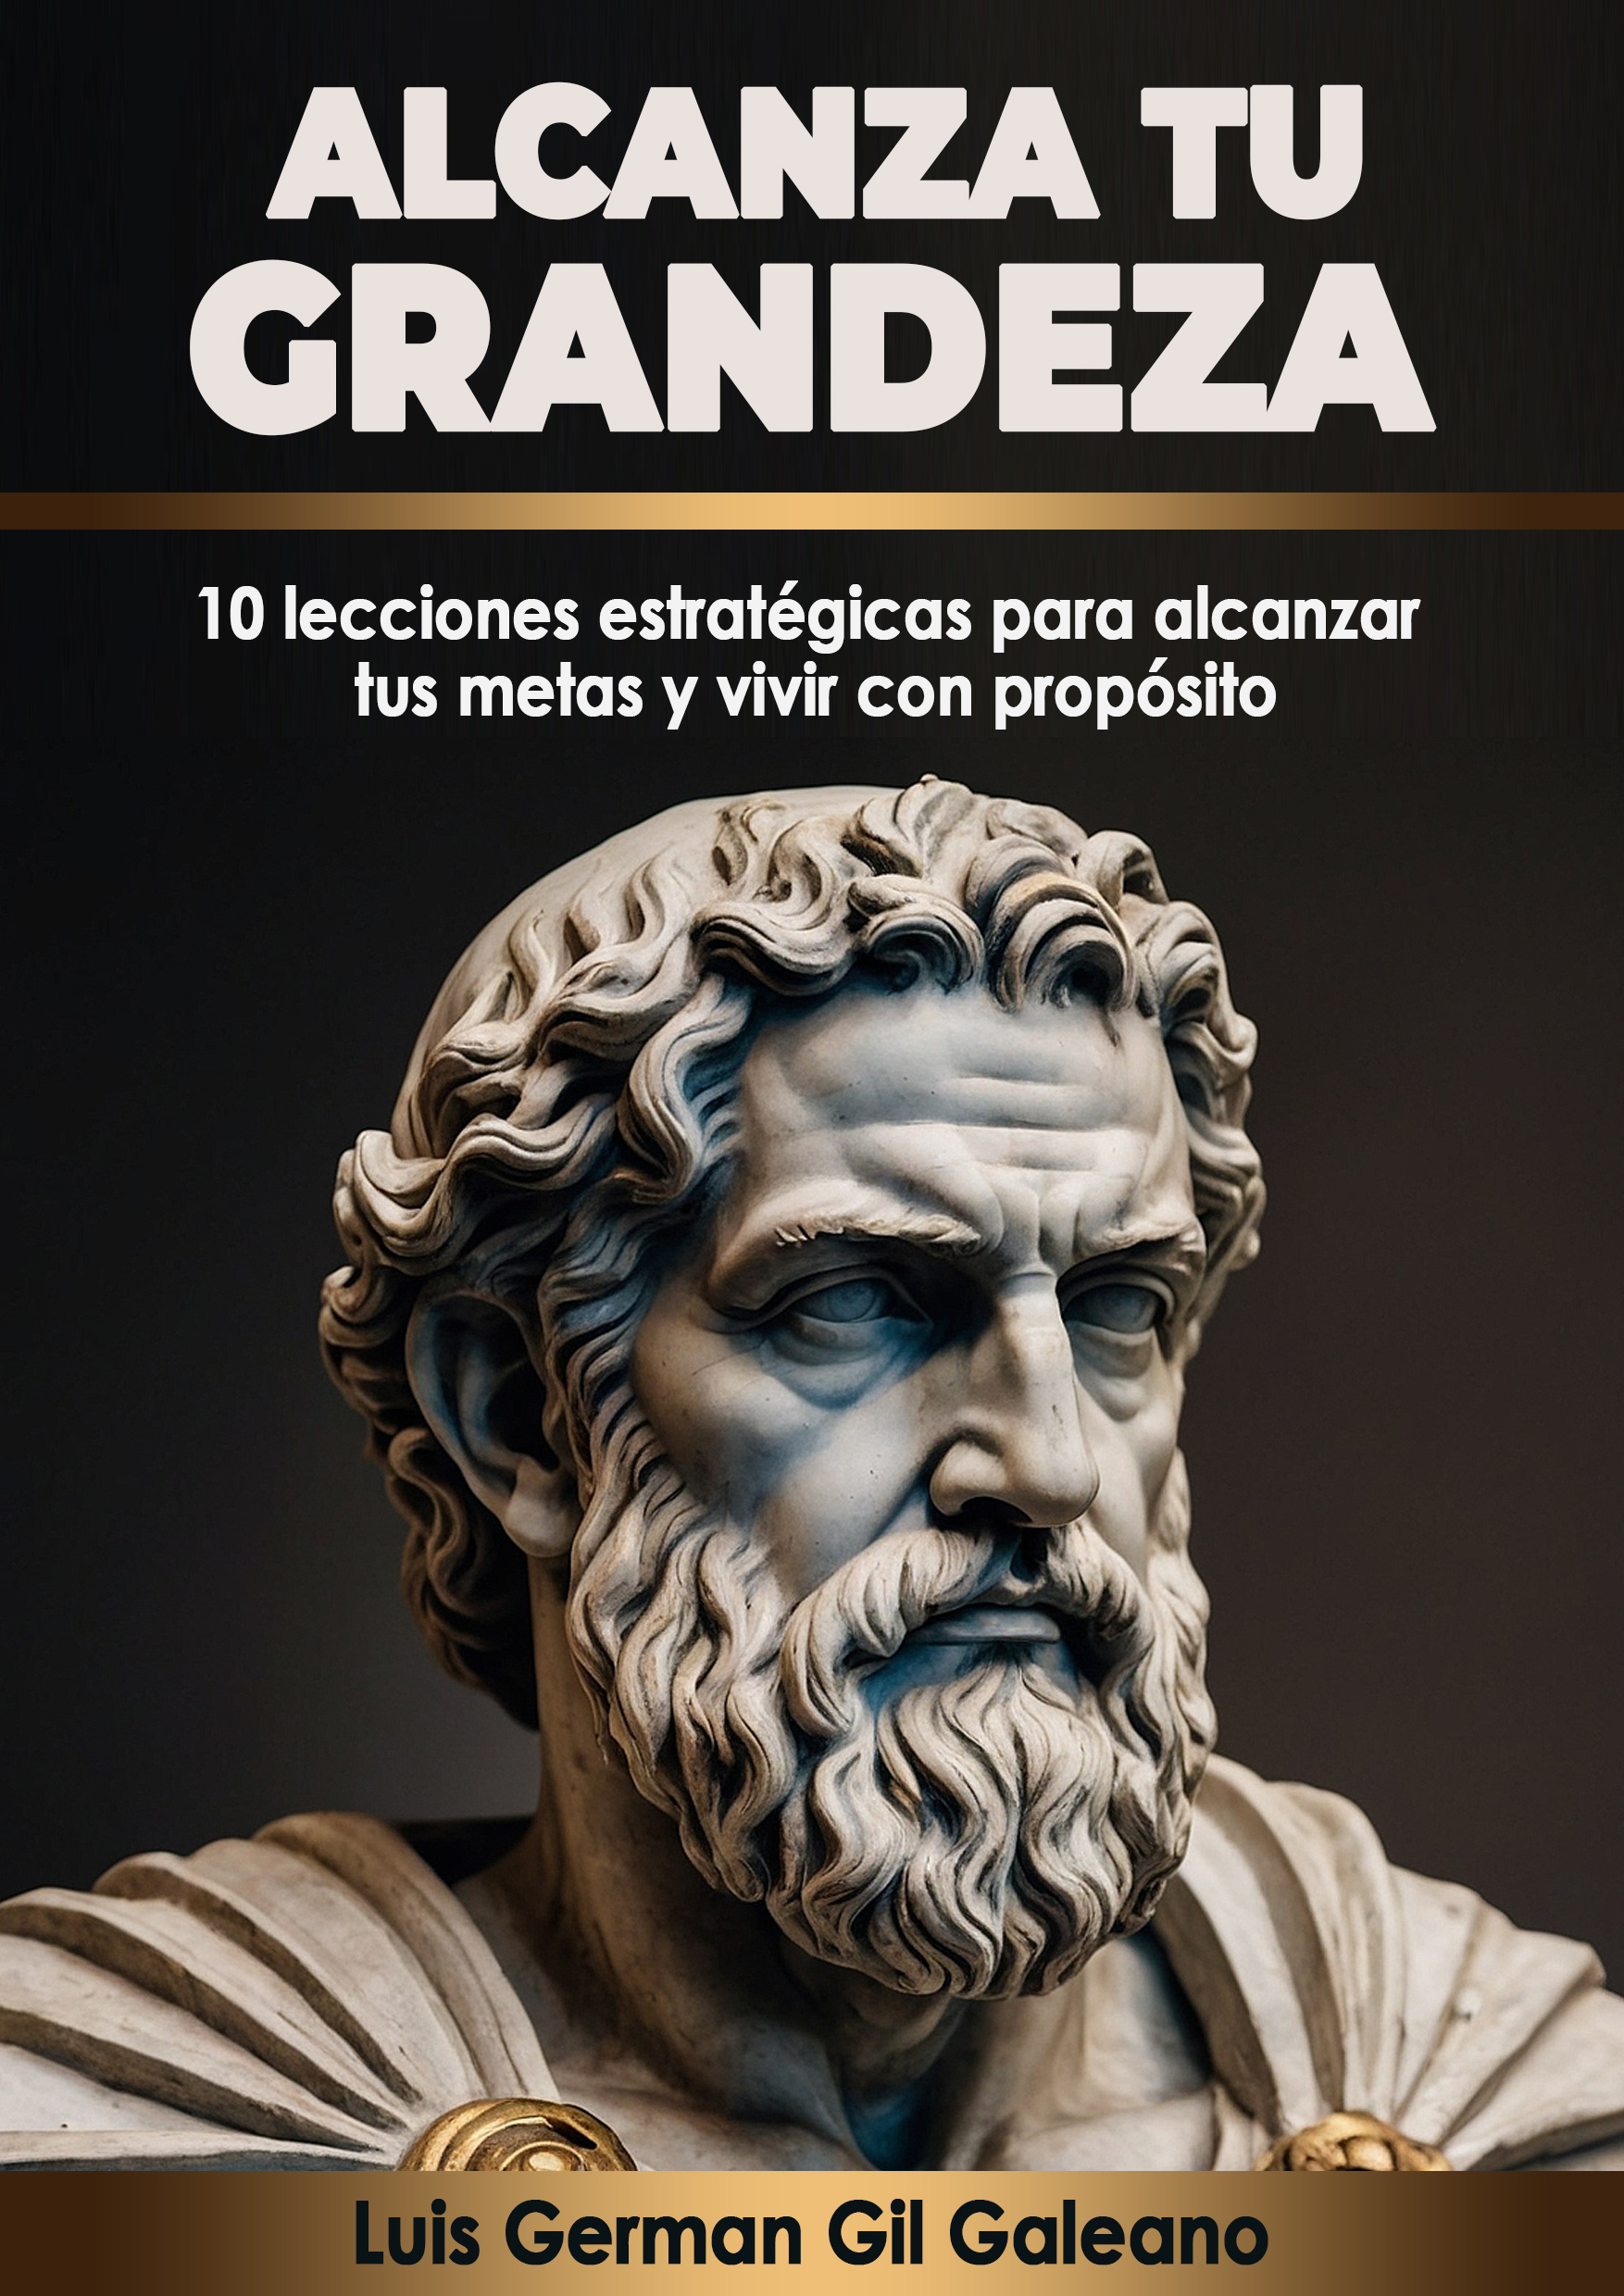 ALCANZA TU
GRANDEZA
10 lecciones estratégicas para alcanzar
tus metas y vivir con propósito
Luis German Gil Galeano